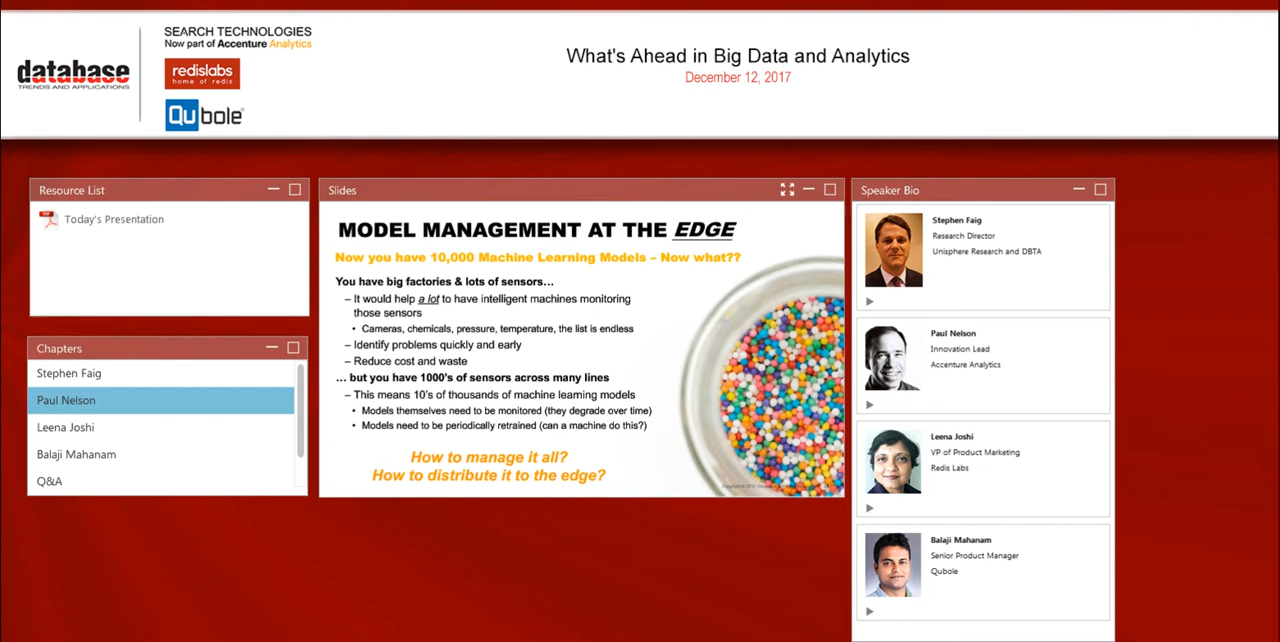 SEARCH TECHNOLOGIES
Now part of Accenture Analytics
database
TRENDS AND APPLICATIONS
redislabs
home of redis
Qubole
What's Ahead in Big Data and Analytics
December 12, 2017
Resource List
Today's Presentation
Chapters
Stephen Faig
Paul Nelson
Leena Joshi
Balaji Mahanam
Q&A
Slides
MODEL MANAGEMENT AT THE EDGE
Now you have 10,000 Machine Learning Models – Now what??
You have big factories & lots of sensors…
– It would help a lot to have intelligent machines monitoring
those sensors
• Cameras, chemicals, pressure, temperature, the list is endless
– Identify problems quickly and early
– Reduce cost and waste
… but you have 1000's of sensors across many lines
– This means 10's of thousands of machine learning models
• Models themselves need to be monitored (they degrade over time)
• Models need to be periodically retrained (can a machine do this?)
How to manage it all?
How to distribute it to the edge?
Speaker Bio
Stephen Faig
Research Director
Unisphere Research and DBTA
Paul Nelson
Innovation Lead
Accenture Analytics
Leena Joshi
VP of Product Marketing
Redis Labs
Balaji Mahanam
Senior Product Manager
Qubole